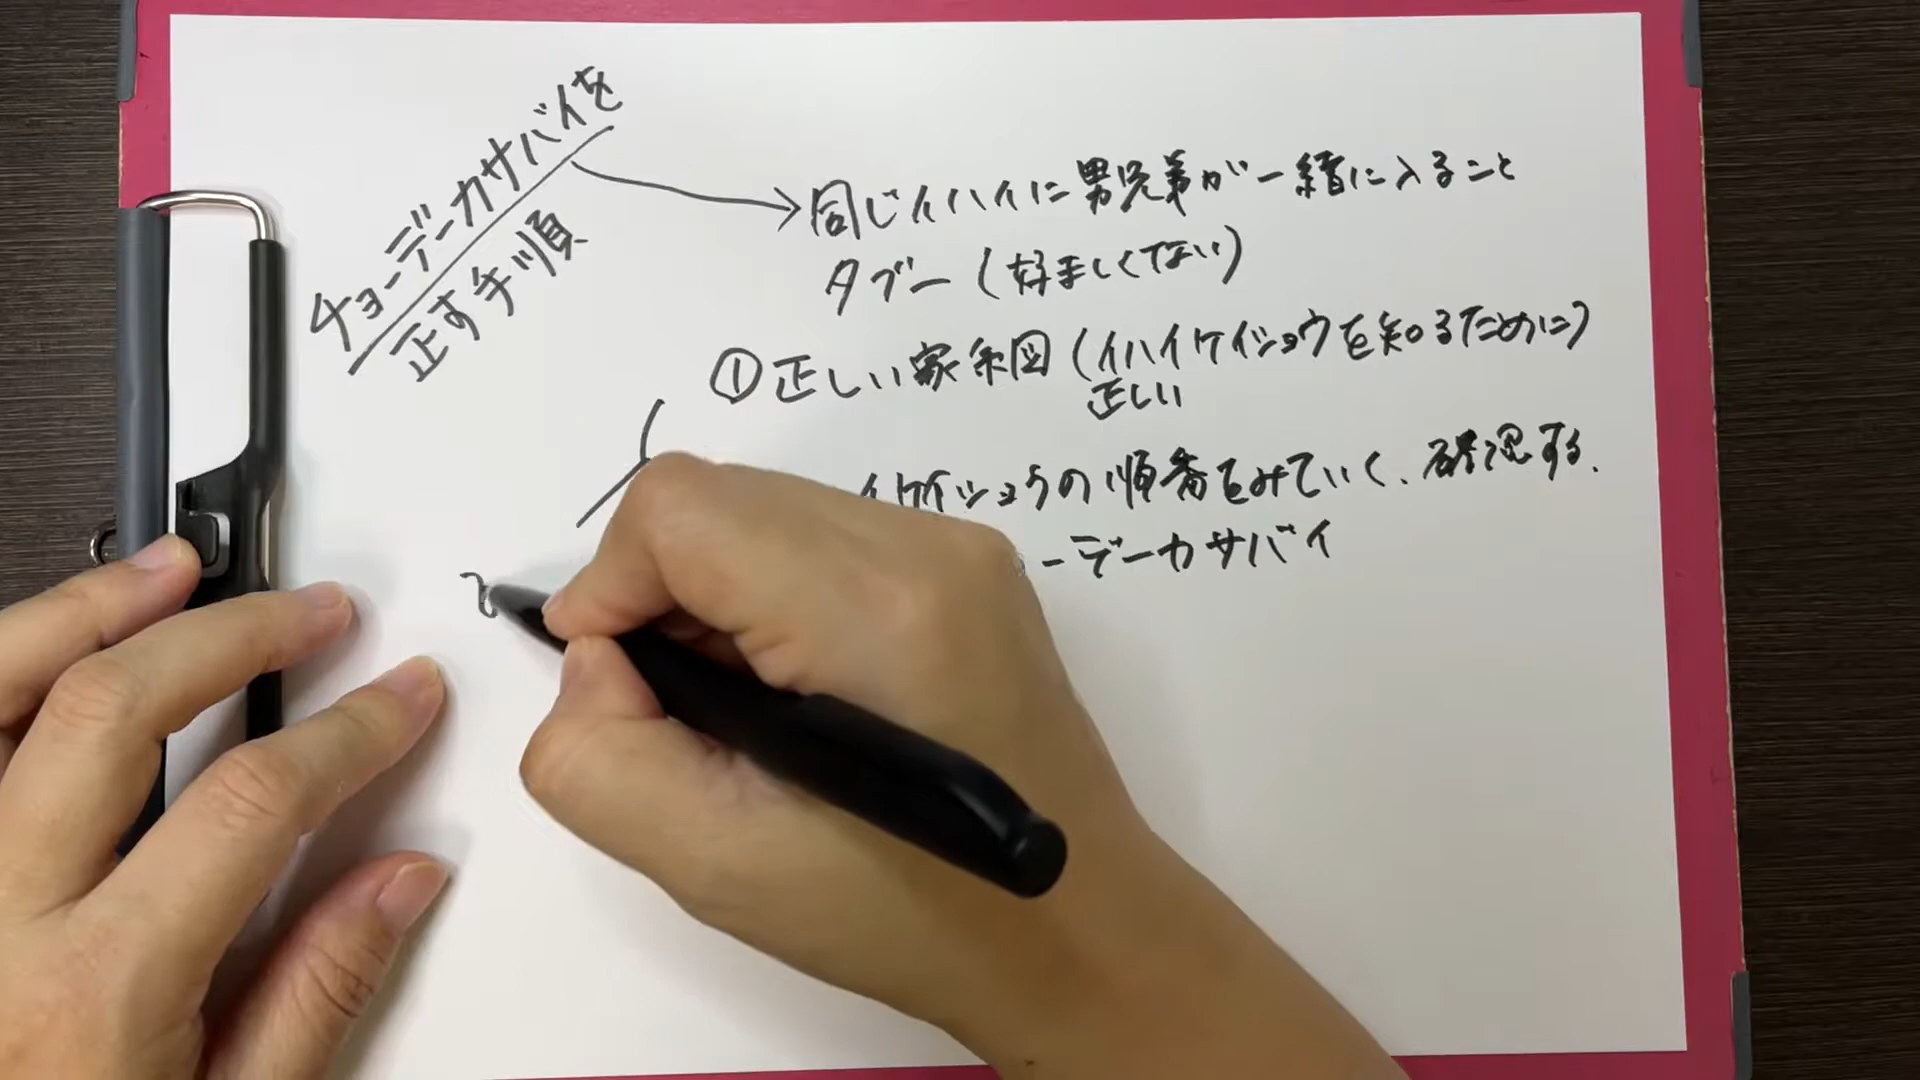 チョーデーカサバイを
正す手順
同じイハイに男兄弟が一緒に入ること
タブー（好ましくてない）
①正しい家系図（イハイケイショウを知るために）
正しい
イケイショウの順番をみていく、確認する.
ーデーカサバイ